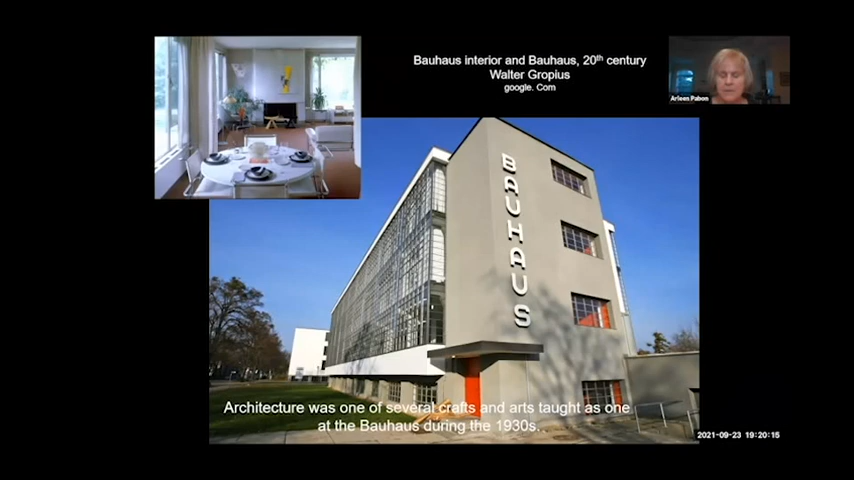 Bauhaus interior and Bauhaus, 20th century
Walter Gropius
google. Com
Arleen Pabon
BAUHAUS
Architecture was one of several crafts and arts taught as one
at the Bauhaus during the 1930s.
2021-09-23 19:20:15